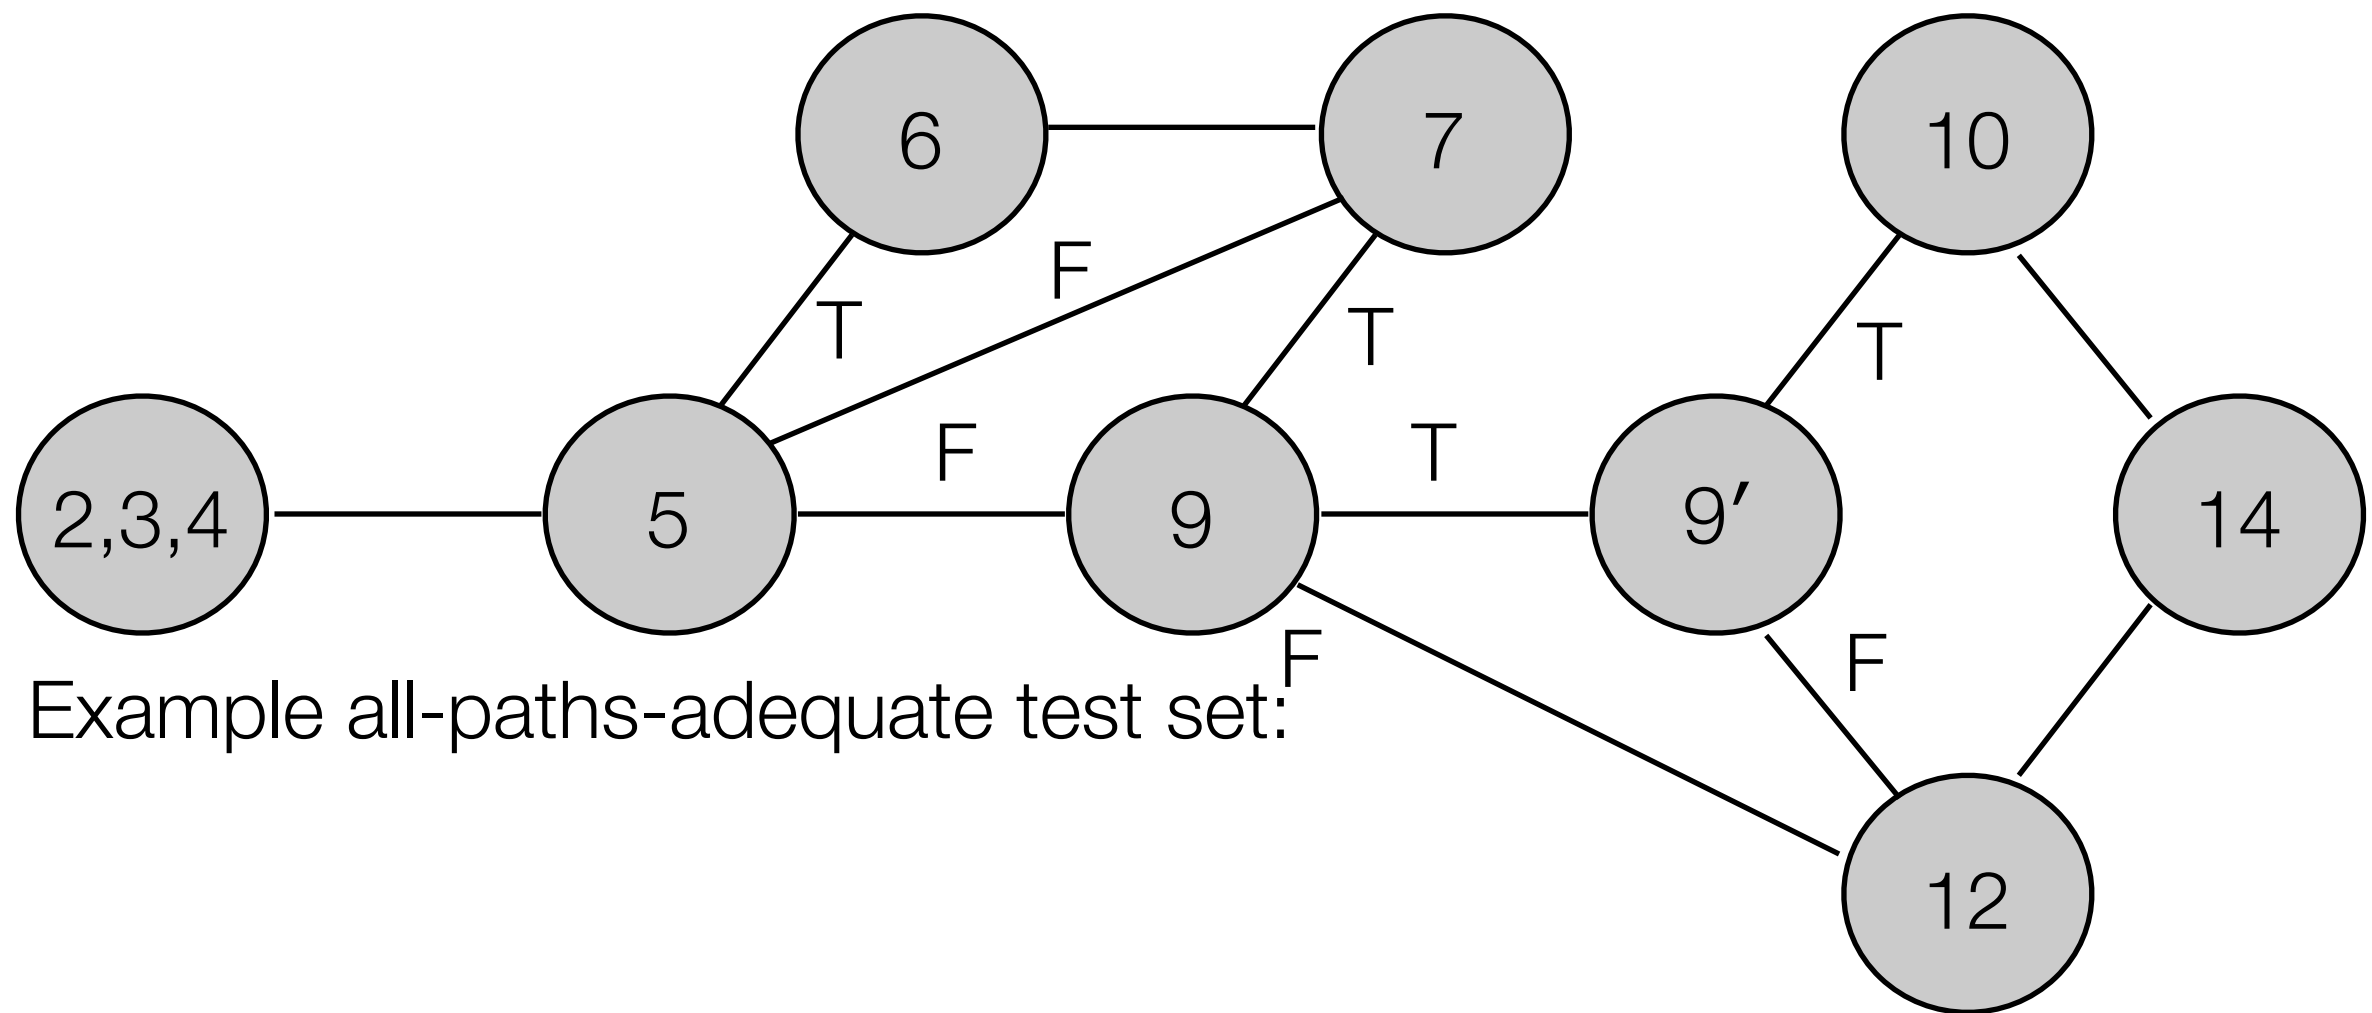 6
7
10
F
T
T
T
F
T
2,3,4
5
9
9′
14
F
F
Example all-paths-adequate test set:
12